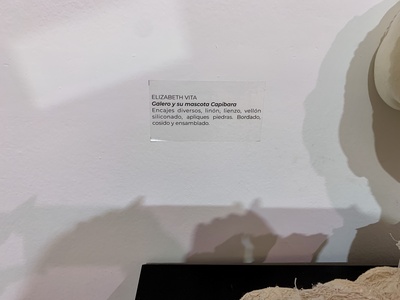 ELIZABETH VITA
Galero y su mascota Capibara
Encajes diversos, linón, lienzo, vellón
siliconado, apliques piedras. Bordado,
cosido y ensamblado.